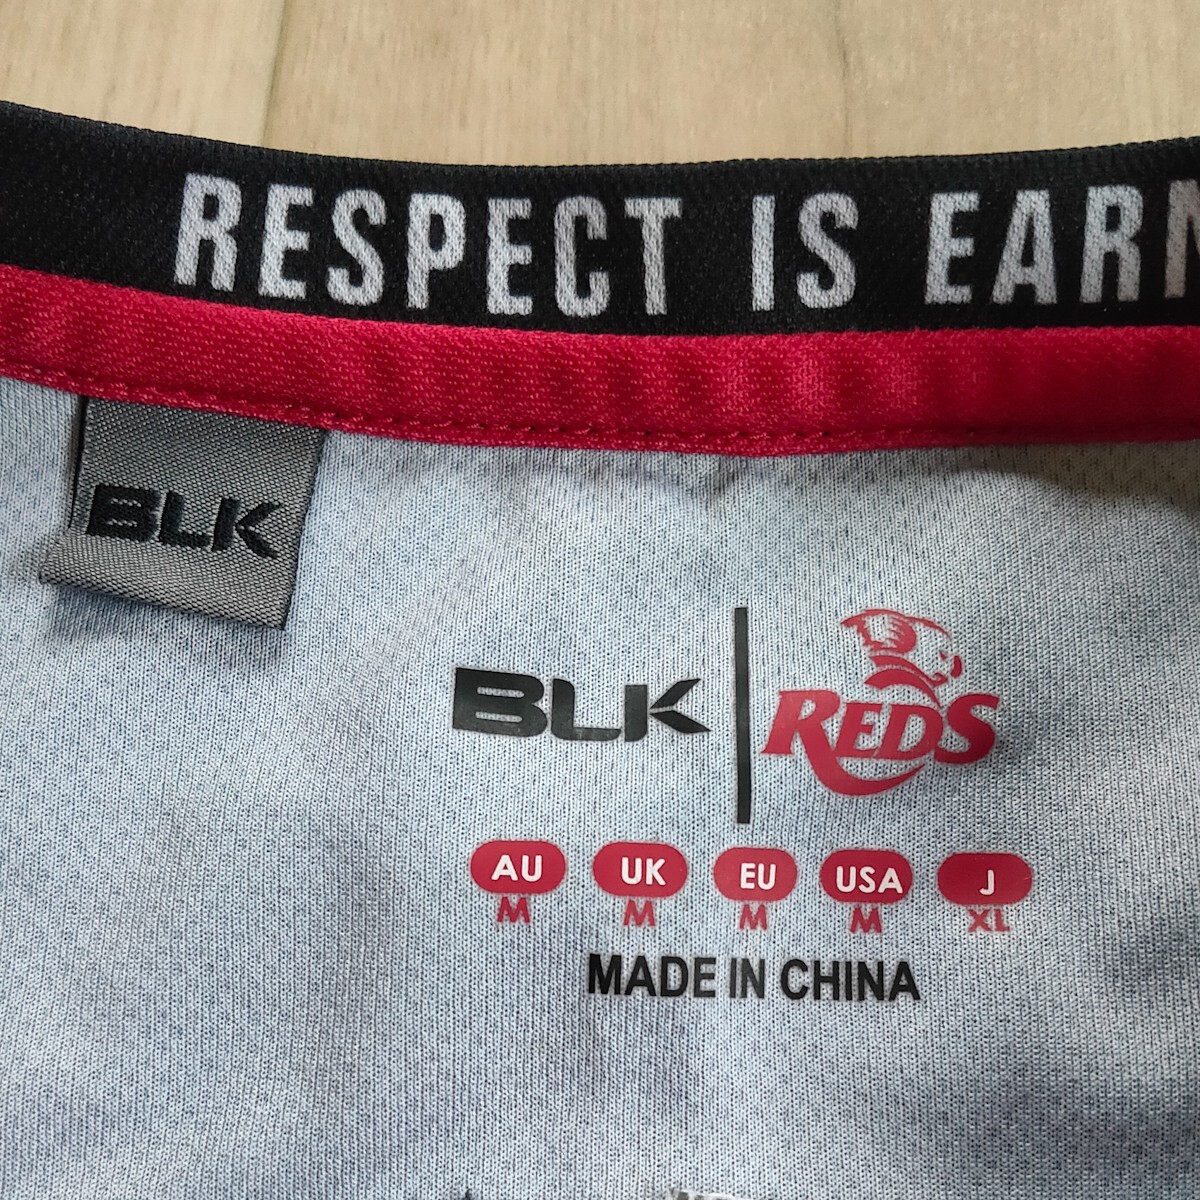 RESPECT IS EARN
BLK
BLK REDS
AU UK EU USA J
M M M M XL
MADE IN CHINA